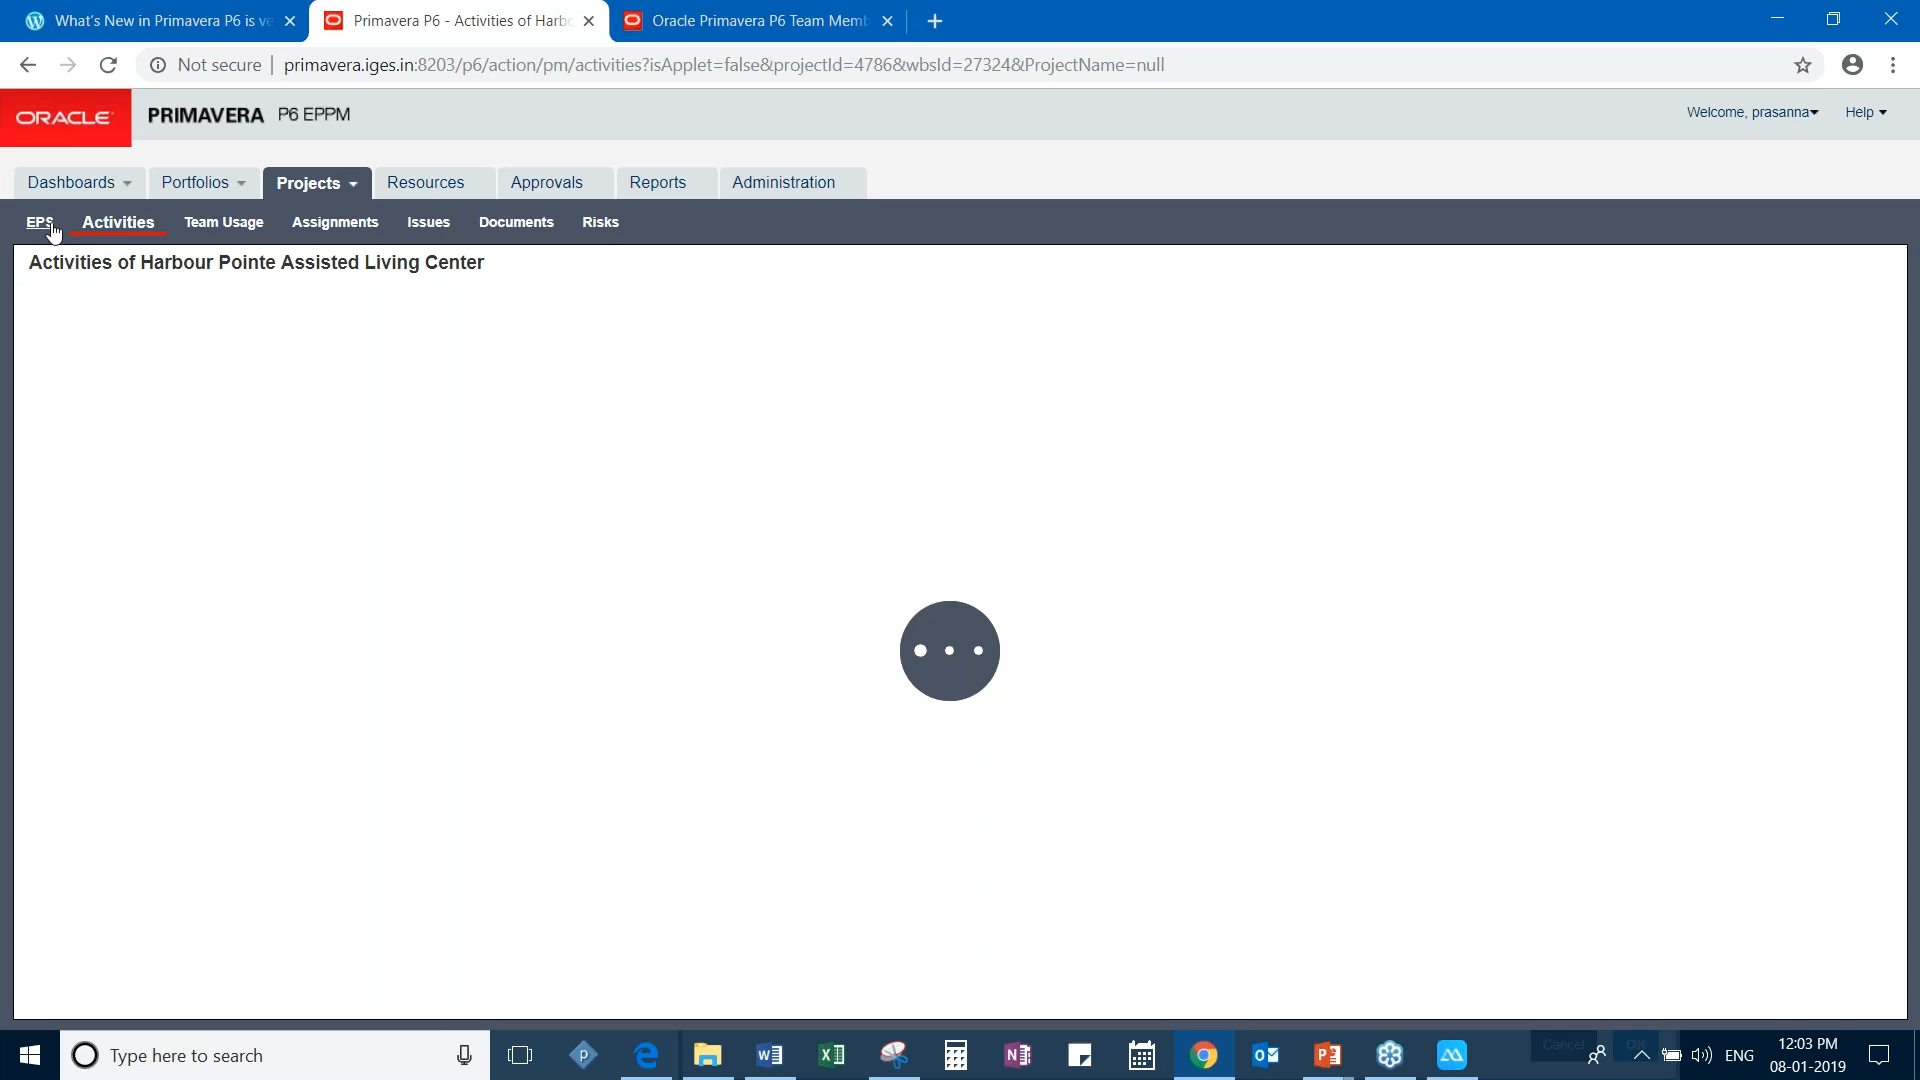 What's New in Primavera P6 is ve
Primavera P6 - Activities of Harbo
Oracle Primavera P6 Team Memb
Not secure
primavera.iges.in:8203/p6/action/pm/activities?isApplet=false&projectId=4786&wbsId=27324&ProjectName=null
ORACLE
PRIMAVERA P6 EPPM
Welcome, prasanna
Help
Dashboards
Portfolios
Projects
Resources
Approvals
Reports
Administration
EPS
Activities
Team Usage
Assignments
Issues
Documents
Risks
Activities of Harbour Pointe Assisted Living Center
Type here to search
Cancel
OK
ENG
12:03 PM
08-01-2019